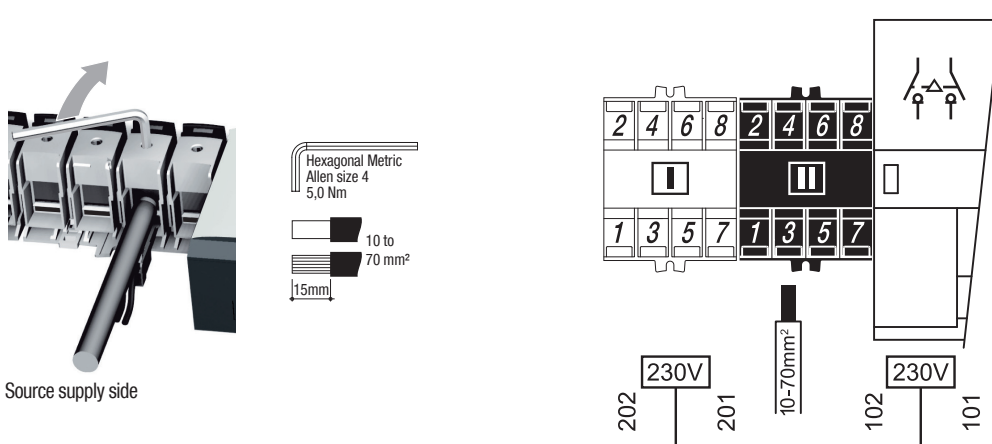 Hexagonal Metric
Allen size 4
5,0 Nm
10 to
70 mm²
15mm
Source supply side
2 4 6 8 2 4 6 8
I II
1 3 5 7 1 3 5 7
10-70mm²
230V
202
201
230V
102
101